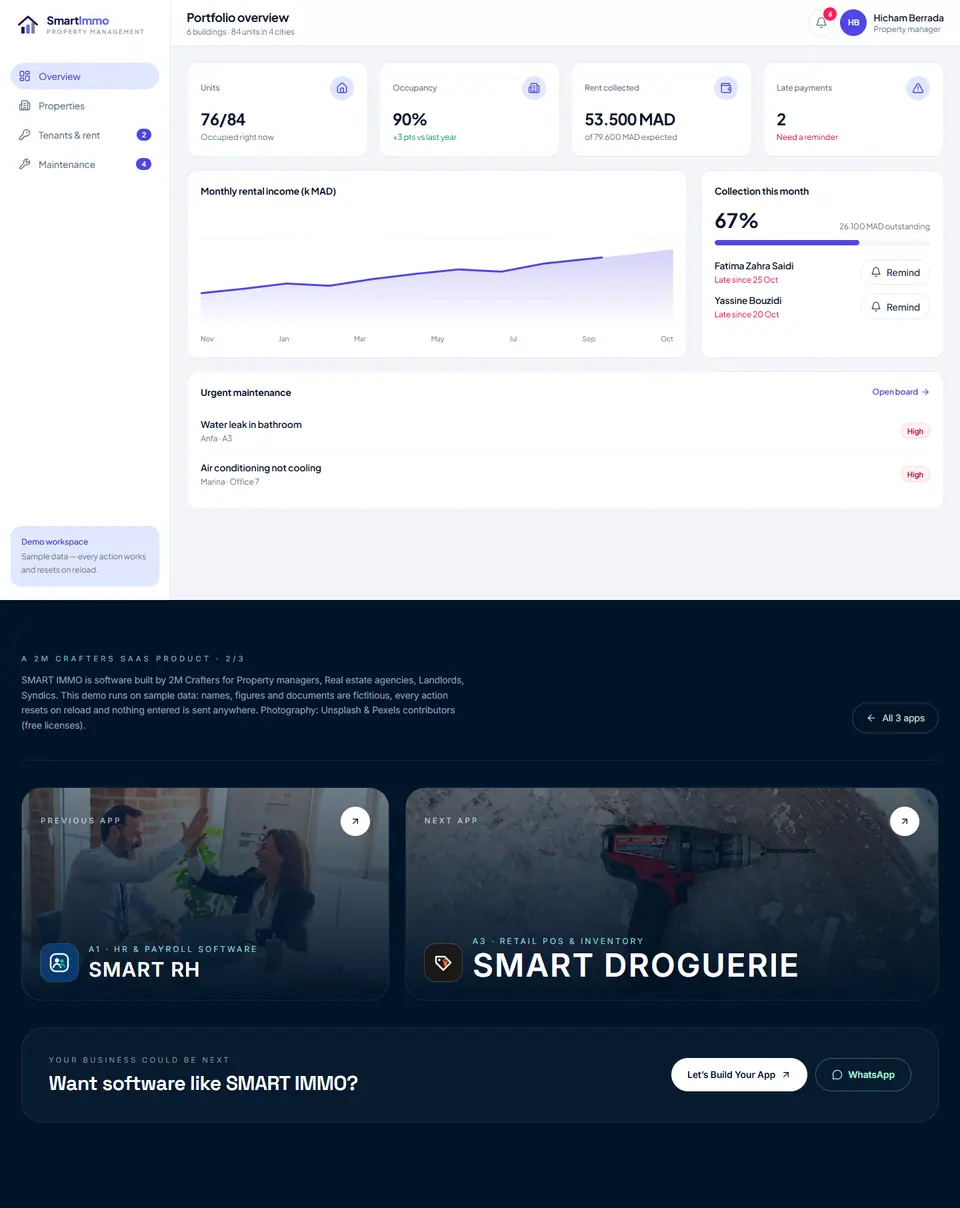 SmartImmo
PROPERTY MANAGEMENT
Overview
Properties
Tenants & rent
2
Maintenance
4
Demo workspace
Sample data — every action works
and resets on reload.
Portfolio overview
6 buildings · 84 units in 4 cities
6
HB
Hicham Berrada
Property manager
Units
76/84
Occupied right now
Occupancy
90%
+3 pts vs last year
Rent collected
53.500 MAD
of 79.600 MAD expected
Late payments
2
Need a reminder
Monthly rental income (k MAD)
Nov Jan Mar May Jul Sep Oct
Collection this month
67%
26.100 MAD outstanding
Fatima Zahra Saidi
Late since 25 Oct
Remind
Yassine Bouzidi
Late since 20 Oct
Remind
Urgent maintenance
Open board →
Water leak in bathroom
Anfa · A3
High
Air conditioning not cooling
Marina · Office 7
High
A 2M CRAFTERS SAAS PRODUCT · 2/3
SMART IMMO is software built by 2M Crafters for Property managers, Real estate agencies, Landlords,
Syndics. This demo runs on sample data: names, figures and documents are fictitious, every action
resets on reload and nothing entered is sent anywhere. Photography: Unsplash & Pexels contributors
(free licenses).
← All 3 apps
PREVIOUS APP
A1 · HR & PAYROLL SOFTWARE
SMART RH
NEXT APP
A3 · RETAIL POS & INVENTORY
SMART DROGUERIE
YOUR BUSINESS COULD BE NEXT
Want software like SMART IMMO?
Let's Build Your App
WhatsApp